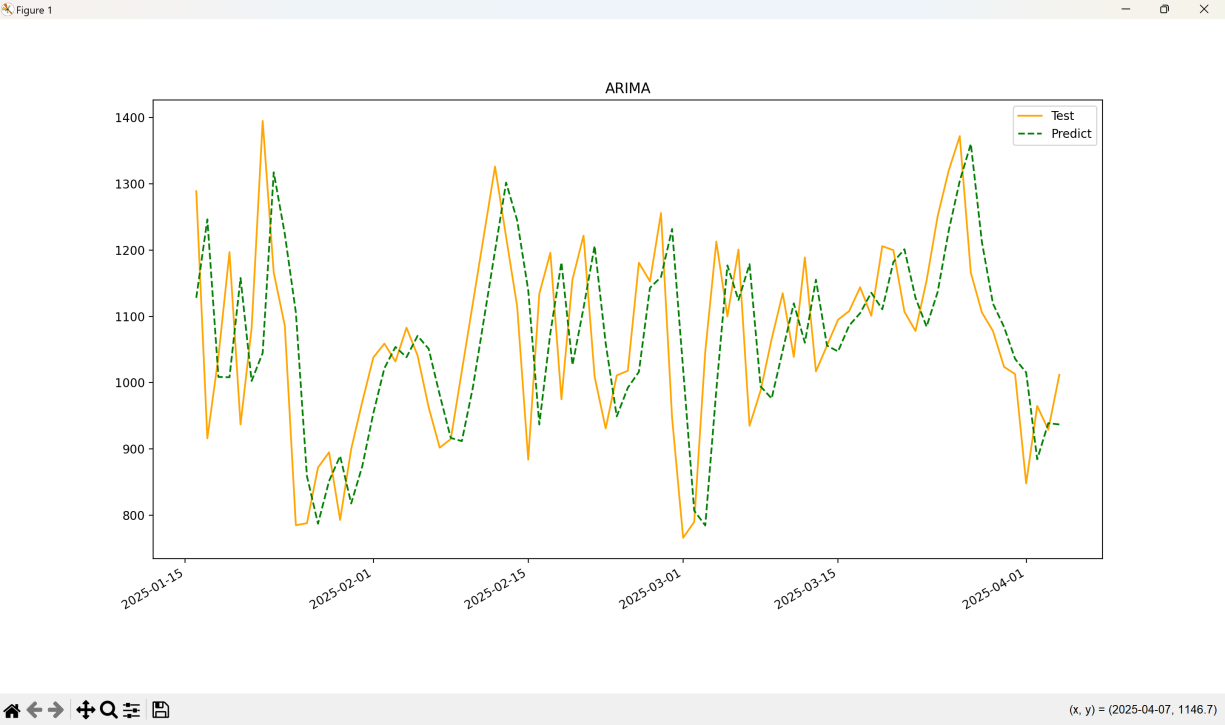 Figure 1
ARIMA
1400
1300
1200
1100
1000
900
800
Test
Predict
2025-01-15
2025-02-01
2025-02-15
2025-03-01
2025-03-15
2025-04-01
(x, y) = (2025-04-07, 1146.7)